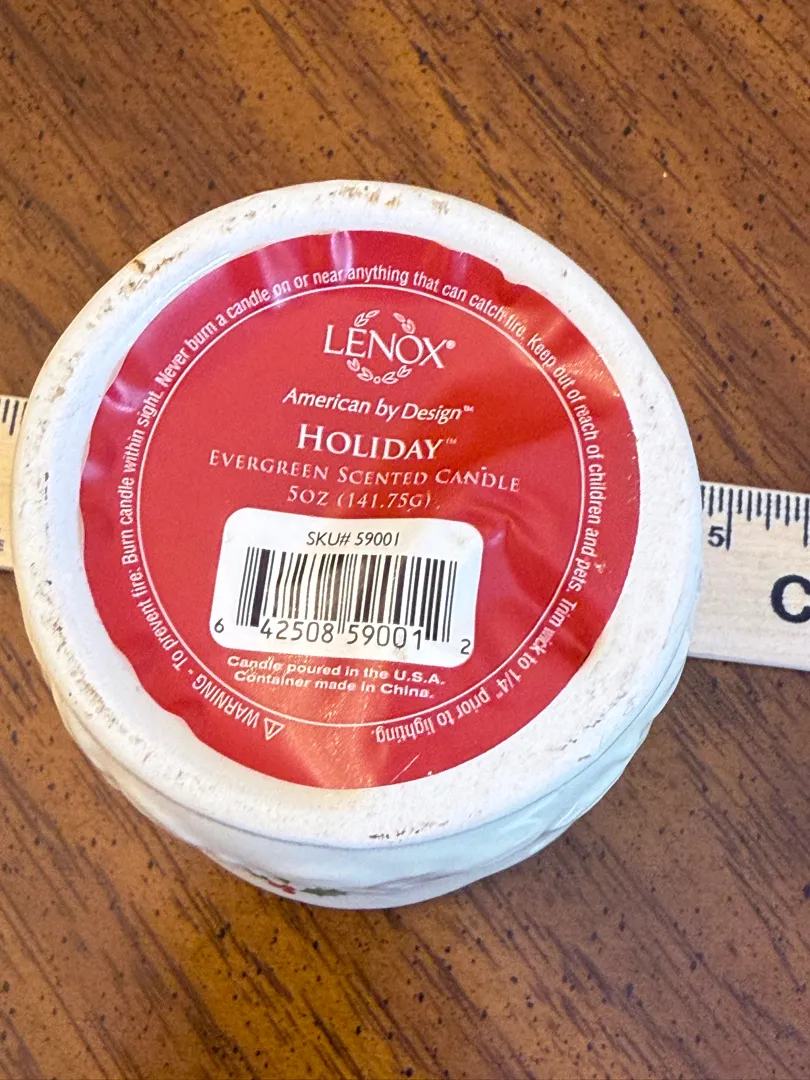 ⚠ WARNING - To prevent fire: Burn candle within sight. Never burn a candle on or near anything that can catch fire. Keep out of reach of children and pets. Trim wick to 1/4" prior to lighting.
LENOX®
American by Design™
HOLIDAY™
EVERGREEN SCENTED CANDLE
5OZ (141.75G)
SKU# 59001
6 42508 59001 2
Candle poured in the U.S.A.
Container made in China.
5